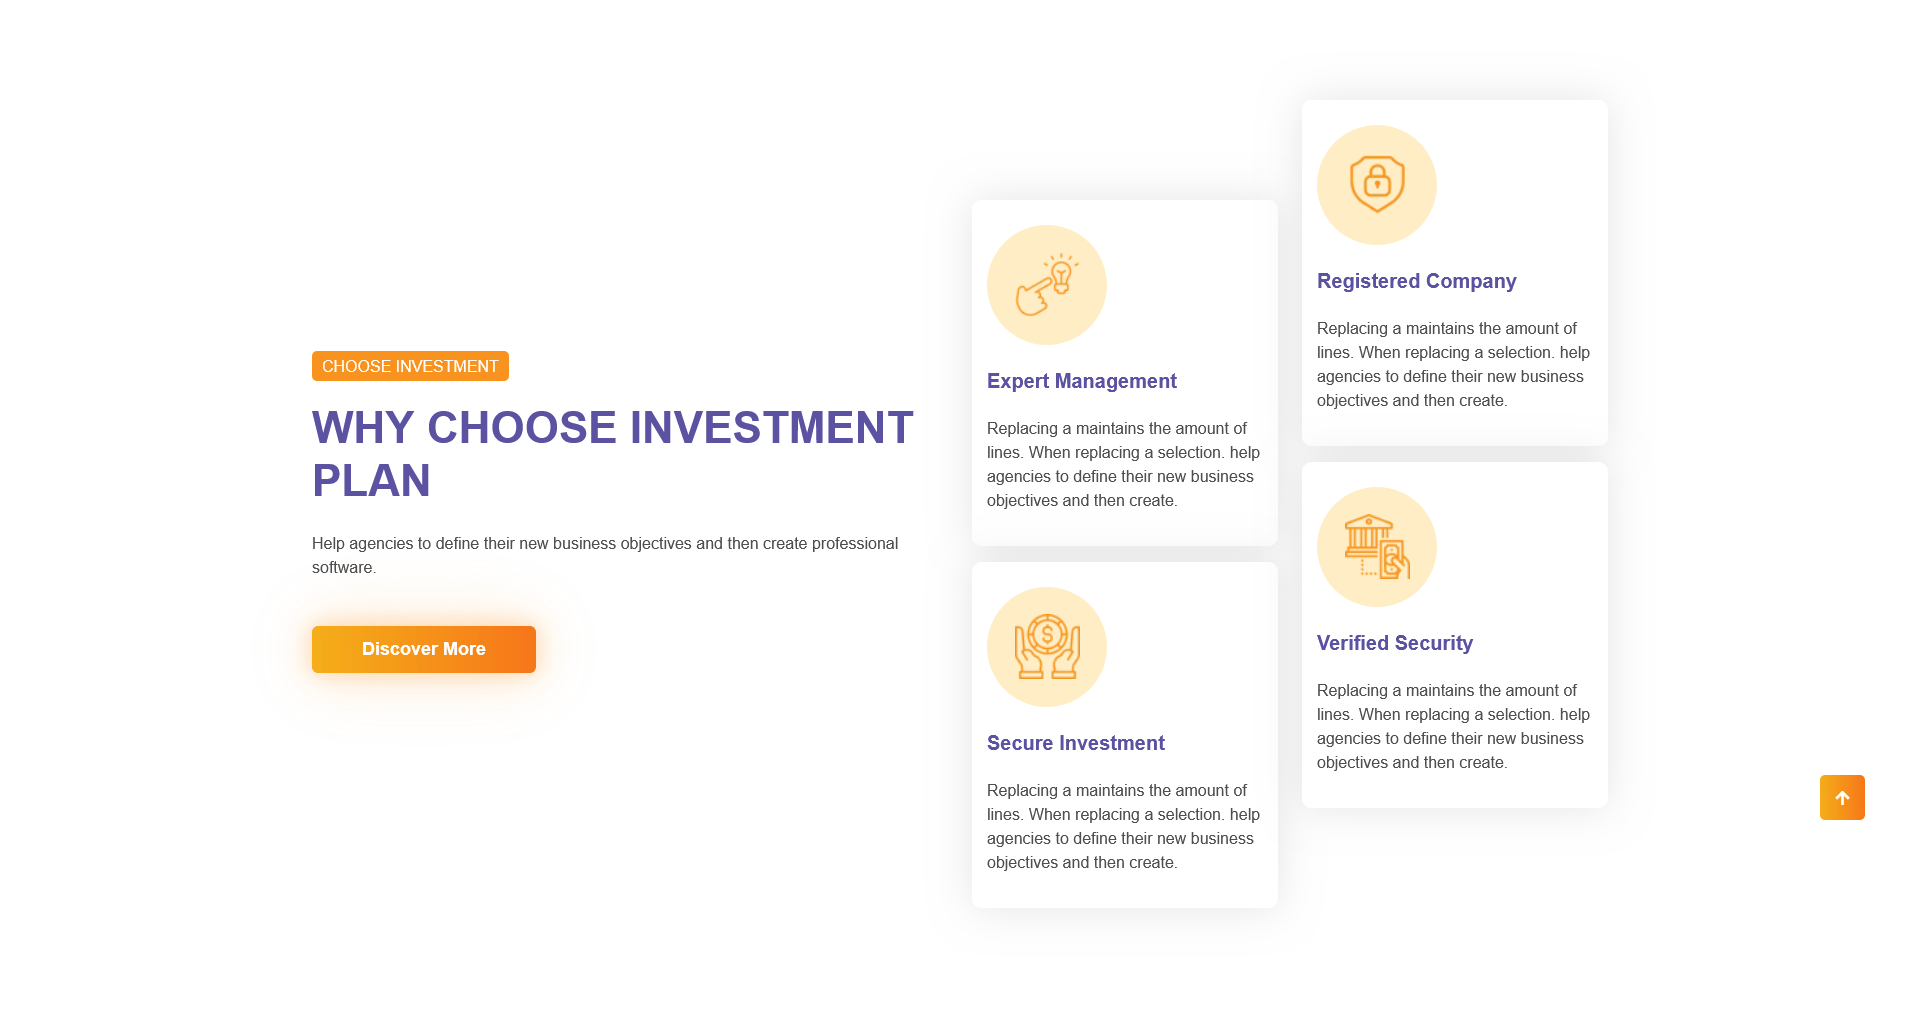 CHOOSE INVESTMENT
WHY CHOOSE INVESTMENT
PLAN
Help agencies to define their new business objectives and then create professional
software.
Discover More
Expert Management
Replacing a maintains the amount of
lines. When replacing a selection. help
agencies to define their new business
objectives and then create.
Secure Investment
Replacing a maintains the amount of
lines. When replacing a selection. help
agencies to define their new business
objectives and then create.
Registered Company
Replacing a maintains the amount of
lines. When replacing a selection. help
agencies to define their new business
objectives and then create.
Verified Security
Replacing a maintains the amount of
lines. When replacing a selection. help
agencies to define their new business
objectives and then create.